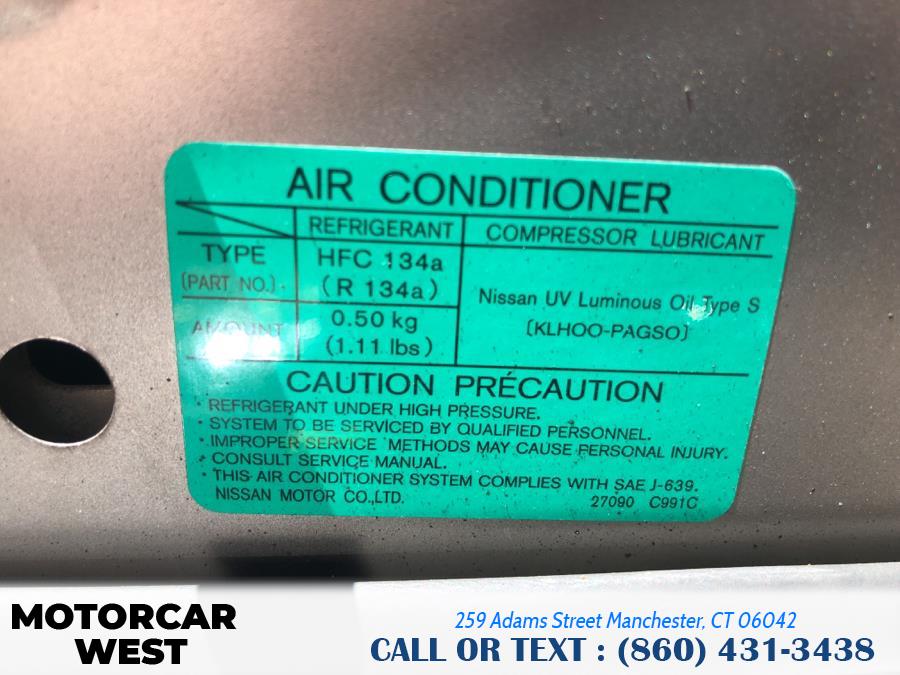 AIR CONDITIONER
REFRIGERANT COMPRESSOR LUBRICANT
TYPE HFC 134a
(PART NO.) (R 134a) Nissan UV Luminous Oil Type S
AMOUNT 0.50 kg (KLHOO-PAGSO)
(1.11 lbs)
CAUTION PRÉCAUTION
• REFRIGERANT UNDER HIGH PRESSURE.
• SYSTEM TO BE SERVICED BY QUALIFIED PERSONNEL.
• IMPROPER SERVICE METHODS MAY CAUSE PERSONAL INJURY.
• CONSULT SERVICE MANUAL.
• THIS AIR CONDITIONER SYSTEM COMPLIES WITH SAE J-639.
NISSAN MOTOR CO.,LTD. 27090 C991C
MOTORCAR
WEST
259 Adams Street Manchester, CT 06042
CALL OR TEXT : (860) 431-3438